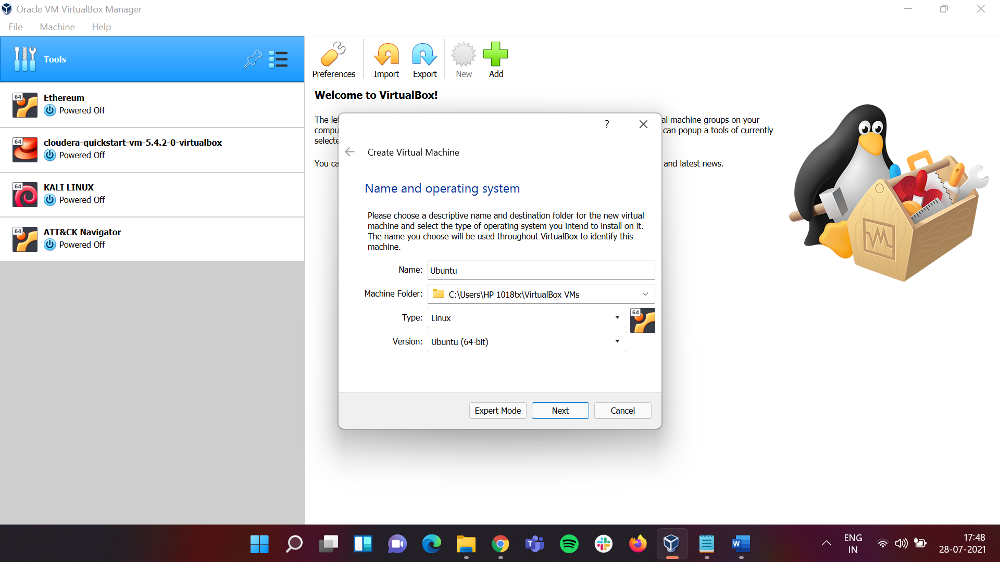 Oracle VM VirtualBox Manager
File Machine Help
Tools
Preferences Import Export New Add
64 Ethereum
Powered Off
64 cloudera-quickstart-vm-5.4.2-0-virtualbox
Powered Off
64 KALI LINUX
Powered Off
64 ATT&CK Navigator
Powered Off
Welcome to VirtualBox!
The le al machine groups on your
compu can popup a tools of currently
selecte
You ca and latest news.
?
Create Virtual Machine
Name and operating system
Please choose a descriptive name and destination folder for the new virtual
machine and select the type of operating system you intend to install on it.
The name you choose will be used throughout VirtualBox to identify this
machine.
Name: Ubuntu
Machine Folder: C:\Users\HP 1018tx\VirtualBox VMs
Type: Linux 64
Version: Ubuntu (64-bit)
Expert Mode Next Cancel
ENG 17:48
IN 28-07-2021